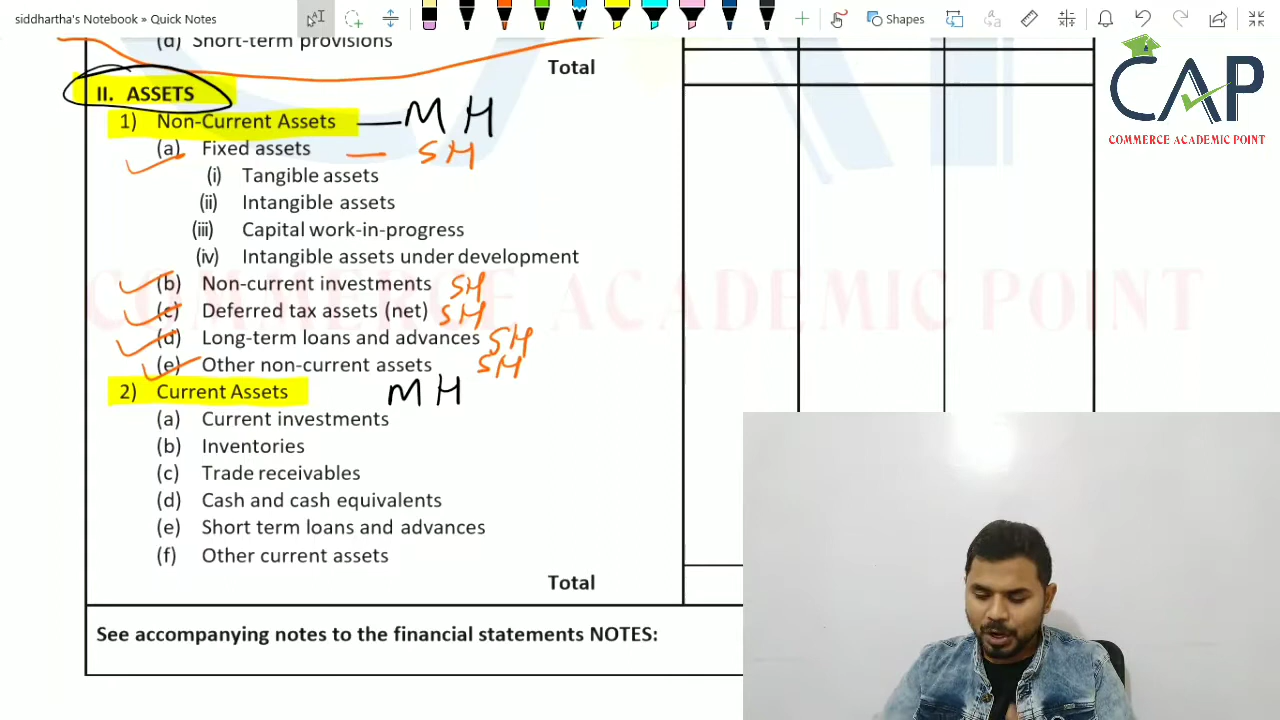 siddhartha's Notebook » Quick Notes
Shapes
(d) Short-term provisions
Total
II. ASSETS
1) Non-Current Assets — M H
(a) Fixed assets — SH
(i) Tangible assets
(ii) Intangible assets
(iii) Capital work-in-progress
(iv) Intangible assets under development
(b) Non-current investments SH
(c) Deferred tax assets (net) SH
(d) Long-term loans and advances SH
(e) Other non-current assets SH
2) Current Assets M H
(a) Current investments
(b) Inventories
(c) Trade receivables
(d) Cash and cash equivalents
(e) Short term loans and advances
(f) Other current assets
Total
See accompanying notes to the financial statements NOTES:
CAP
COMMERCE ACADEMIC POINT
COMMERCE ACADEMIC POINT